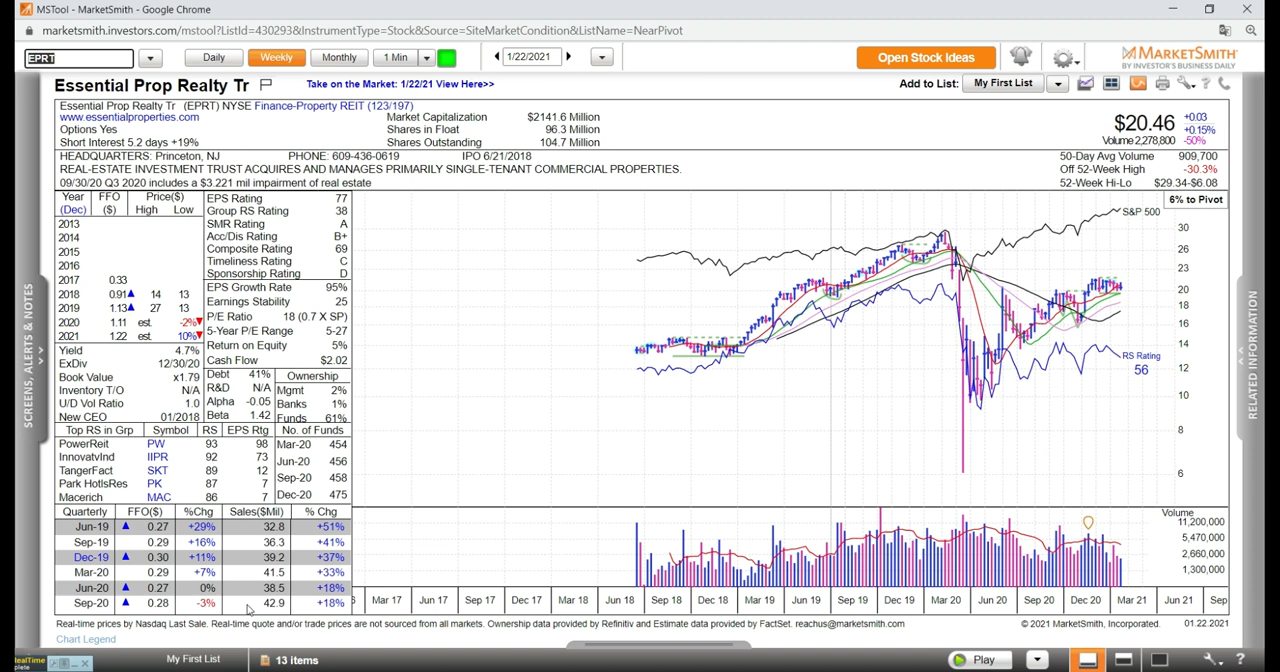 MSTool - MarketSmith - Google Chrome
marketsmith.investors.com/mstool?ListId=430293&InstrumentType=Stock&Source=SiteMarketCondition&ListName=NearPivot
EPRT Daily Weekly Monthly 1 Min 1/22/2021 Open Stock Ideas MARKETSMITH
BY INVESTOR'S BUSINESS DAILY
Essential Prop Realty Tr Take on the Market: 1/22/21 View Here>> Add to List: My First List
Essential Prop Realty Tr (EPRT) NYSE Finance-Property REIT (123/197)
www.essentialproperties.com Market Capitalization $2141.6 Million $20.46 +0.03
Options Yes Shares in Float 96.3 Million +0.15%
Short Interest 5.2 days +19% Shares Outstanding 104.7 Million Volume 2,278,800 -50%
HEADQUARTERS: Princeton, NJ PHONE: 609-436-0619 IPO 6/21/2018 50-Day Avg Volume 909,700
REAL-ESTATE INVESTMENT TRUST ACQUIRES AND MANAGES PRIMARILY SINGLE-TENANT COMMERCIAL PROPERTIES. Off 52-Week High -30.3%
09/30/20 Q3 2020 includes a $3.221 mil impairment of real estate 52-Week Hi-Lo $29.34-$6.08
6% to Pivot
Year FFO Price($)
(Dec) ($) High Low
2013
2014
2015
2016
2017 0.33
2018 0.91 14 13
2019 1.13 27 13
2020 1.11 est. -2%
2021 1.22 est 10%
Yield 4.7%
ExDiv 12/30/20
Book Value x1.79
Inventory T/O N/A
U/D Vol Ratio 1.0
New CEO 01/2018
EPS Rating 77
Group RS Rating 38
SMR Rating A
Acc/Dis Rating B+
Composite Rating 69
Timeliness Rating C
Sponsorship Rating D
EPS Growth Rate 95%
Earnings Stability 25
P/E Ratio 18 (0.7 X SP)
5-Year P/E Range 5-27
Return on Equity 5%
Cash Flow $2.02
Debt 41%
R&D N/A
Alpha -0.05
Beta 1.42
Ownership
Mgmt 2%
Banks 1%
Funds 61%
Top RS in Grp Symbol RS EPS Rtg
PowerReit PW 93 98
InnovatvInd IIPR 92 73
TangerFact SKT 89 12
Park HotlsRes PK 87 7
Macerich MAC 86 7
No. of Funds
Mar-20 454
Jun-20 456
Sep-20 458
Dec-20 475
Quarterly FFO($) %Chg Sales($Mil) % Chg
Jun-19 0.27 +29% 32.8 +51%
Sep-19 0.29 +16% 36.3 +41%
Dec-19 0.30 +11% 39.2 +37%
Mar-20 0.29 +7% 41.5 +33%
Jun-20 0.27 0% 38.5 +18%
Sep-20 0.28 -3% 42.9 +18%
S&P 500
30
26
23
20
18
16
14
12
10
8
6
RS Rating
56
Volume
11,200,000
5,470,000
2,660,000
1,300,000
6 Mar 17 Jun 17 Sep 17 Dec 17 Mar 18 Jun 18 Sep 18 Dec 18 Mar 19 Jun 19 Sep 19 Dec 19 Mar 20 Jun 20 Sep 20 Dec 20 Mar 21 Jun 21 Sep
Real-time prices by Nasdaq Last Sale. Real-time quote and/or trade prices are not sourced from all markets. Ownership data provided by Refinitiv and Estimate data provided by FactSet. reachus@marketsmith.com © 2021 MarketSmith, Incorporated. 01.22.2021
Chart Legend
SCREENS, ALERTS & NOTES
RELATED INFORMATION
RealTime
plete My First List 13 items Play